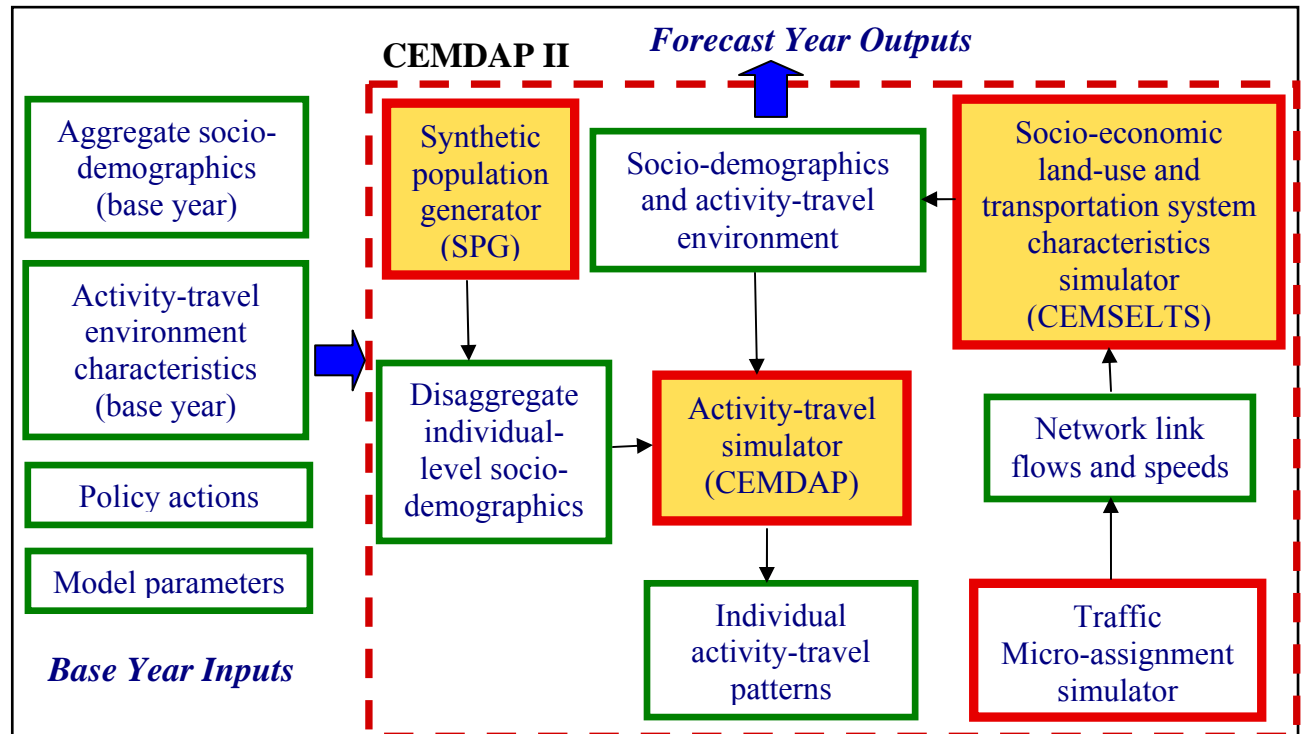 Forecast Year Outputs
CEMDAP II
Aggregate socio-
demographics
(base year)
Activity-travel
environment
characteristics
(base year)
Policy actions
Model parameters
Base Year Inputs
Synthetic
population
generator
(SPG)
Disaggregate
individual-
level socio-
demographics
Socio-demographics
and activity-travel
environment
Activity-travel
simulator
(CEMDAP)
Individual
activity-travel
patterns
Socio-economic
land-use and
transportation system
characteristics
simulator
(CEMSELTS)
Network link
flows and speeds
Traffic
Micro-assignment
simulator